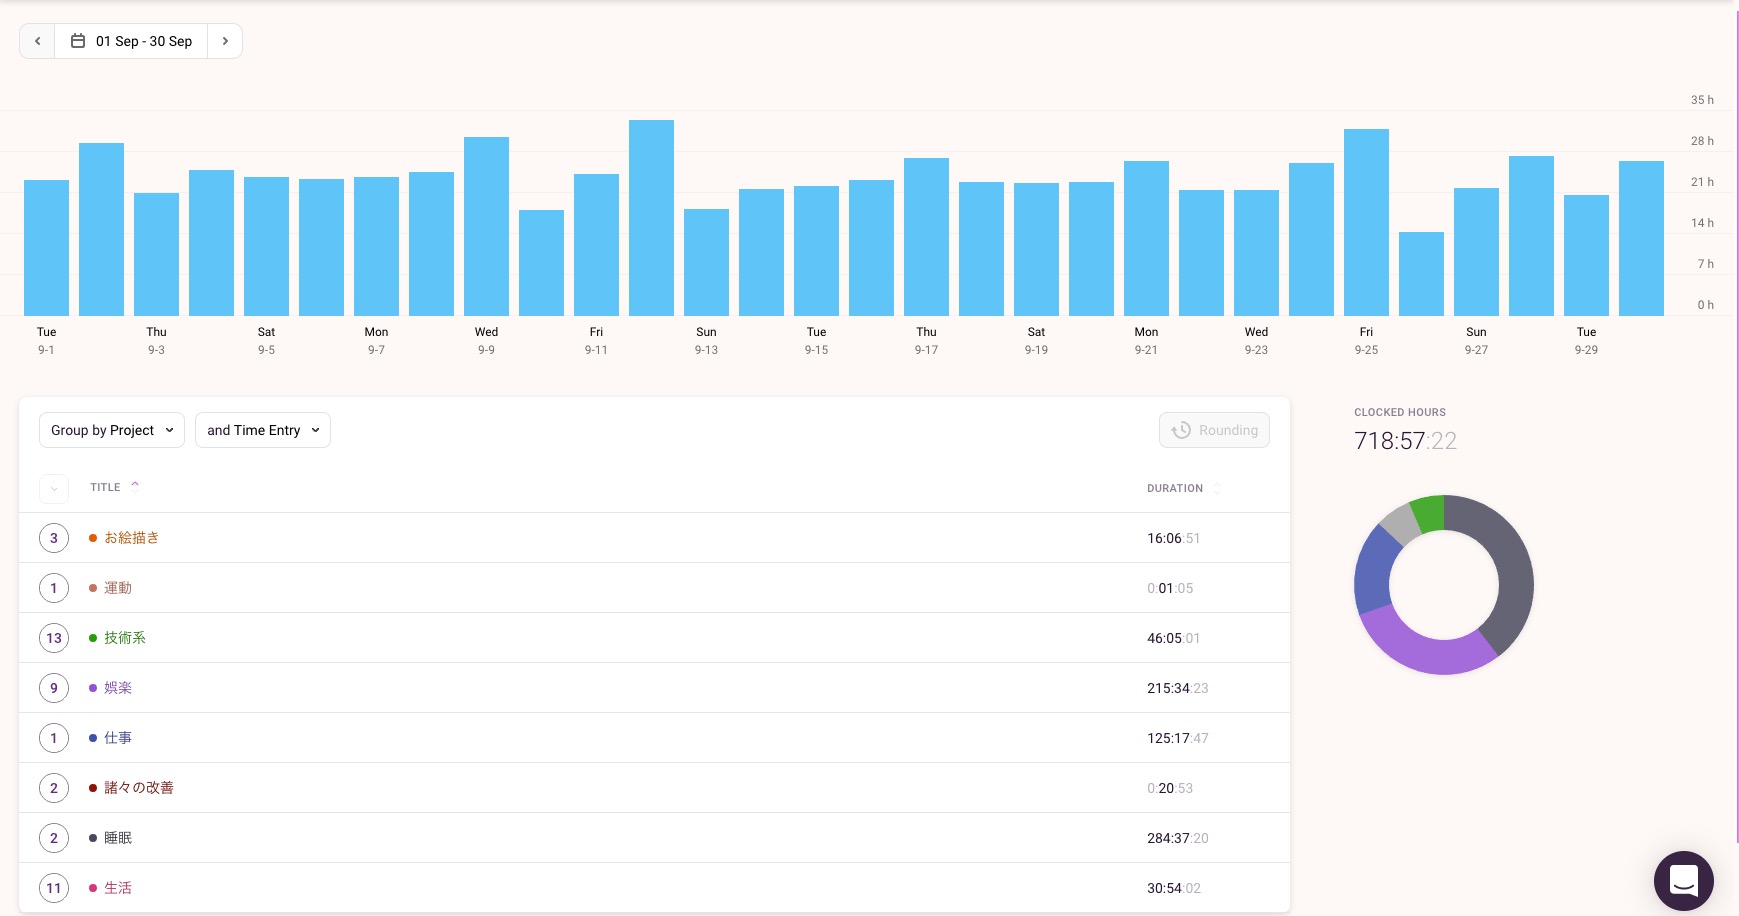 01 Sep - 30 Sep
35 h
28 h
21 h
14 h
7 h
0 h
Tue Thu Sat Mon Wed Fri Sun Tue Thu Sat Mon Wed Fri Sun Tue
9-1 9-3 9-5 9-7 9-9 9-11 9-13 9-15 9-17 9-19 9-21 9-23 9-25 9-27 9-29
Group by Project and Time Entry Rounding
TITLE DURATION
3 お絵描き 16:06:51
1 運動 0:01:05
13 技術系 46:05:01
9 娯楽 215:34:23
1 仕事 125:17:47
2 諸々の改善 0:20:53
2 睡眠 284:37:20
11 生活 30:54:02
CLOCKED HOURS
718:57:22